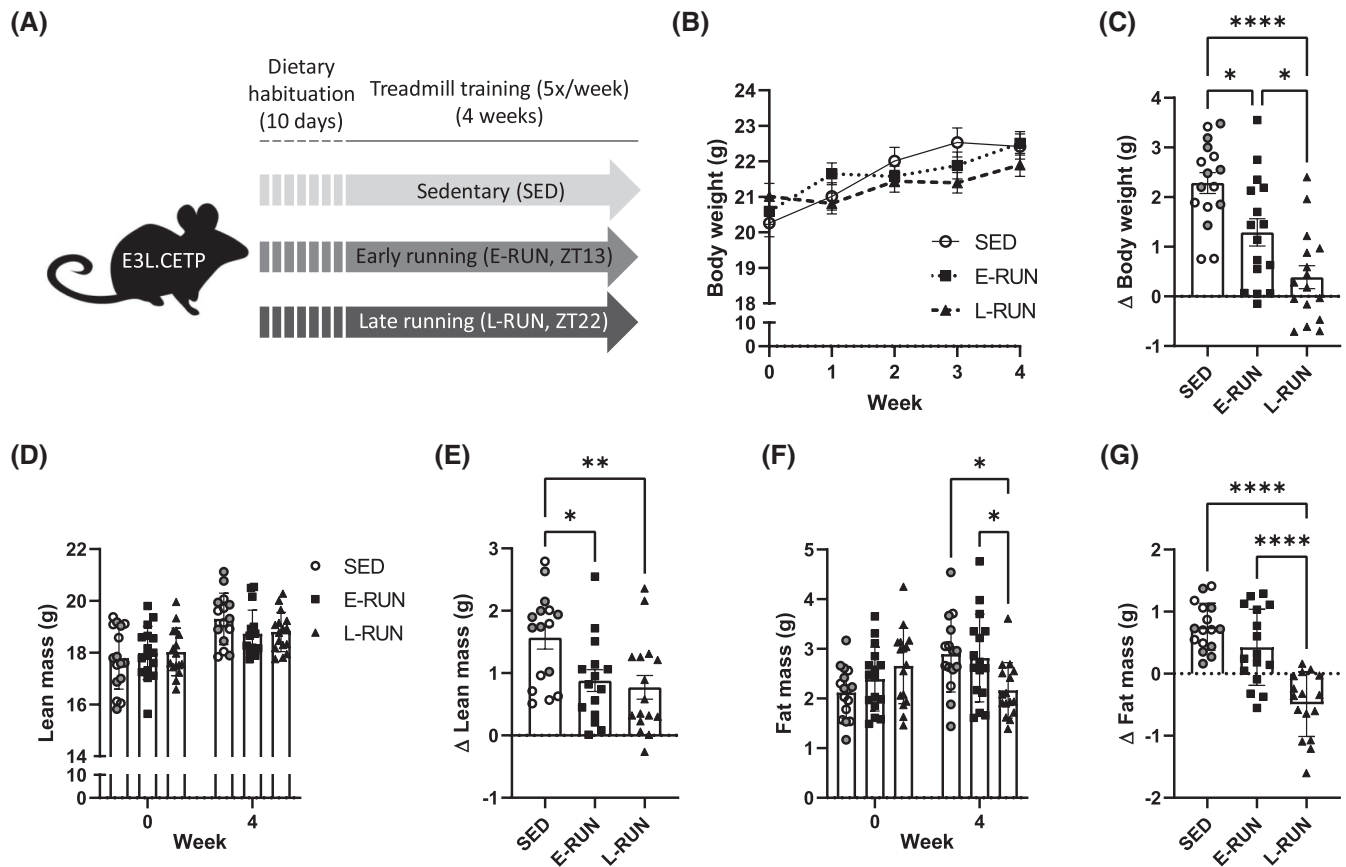 (A)
Dietary
habituation
(10 days)
Treadmill training (5x/week)
(4 weeks)
Sedentary (SED)
E3L.CETP
Early running (E-RUN, ZT13)
Late running (L-RUN, ZT22)
(B)
Body weight (g)
24
23
22
21
20
19
18
10
0
0 1 2 3 4
Week
SED
E-RUN
L-RUN
(C)
****
* *
Δ Body weight (g)
4
3
2
1
0
-1
SED E-RUN L-RUN
(D)
Lean mass (g)
22
20
18
16
14
10
0
0 4
Week
SED
E-RUN
L-RUN
(E)
**
*
Δ Lean mass (g)
3
2
1
0
-1
SED E-RUN L-RUN
(F)
*
*
Fat mass (g)
5
4
3
2
1
0
0 4
Week
(G)
****
****
Δ Fat mass (g)
2
1
0
-1
-2
SED E-RUN L-RUN